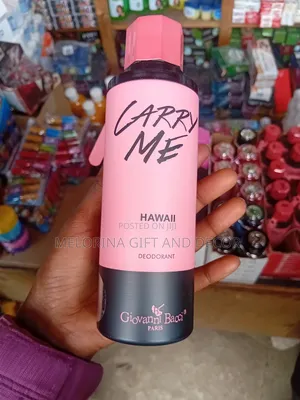 CARRY
ME
HAWAII
POSTED ON JIJI
DEODORANT
Giovanni Bacci®
PARIS